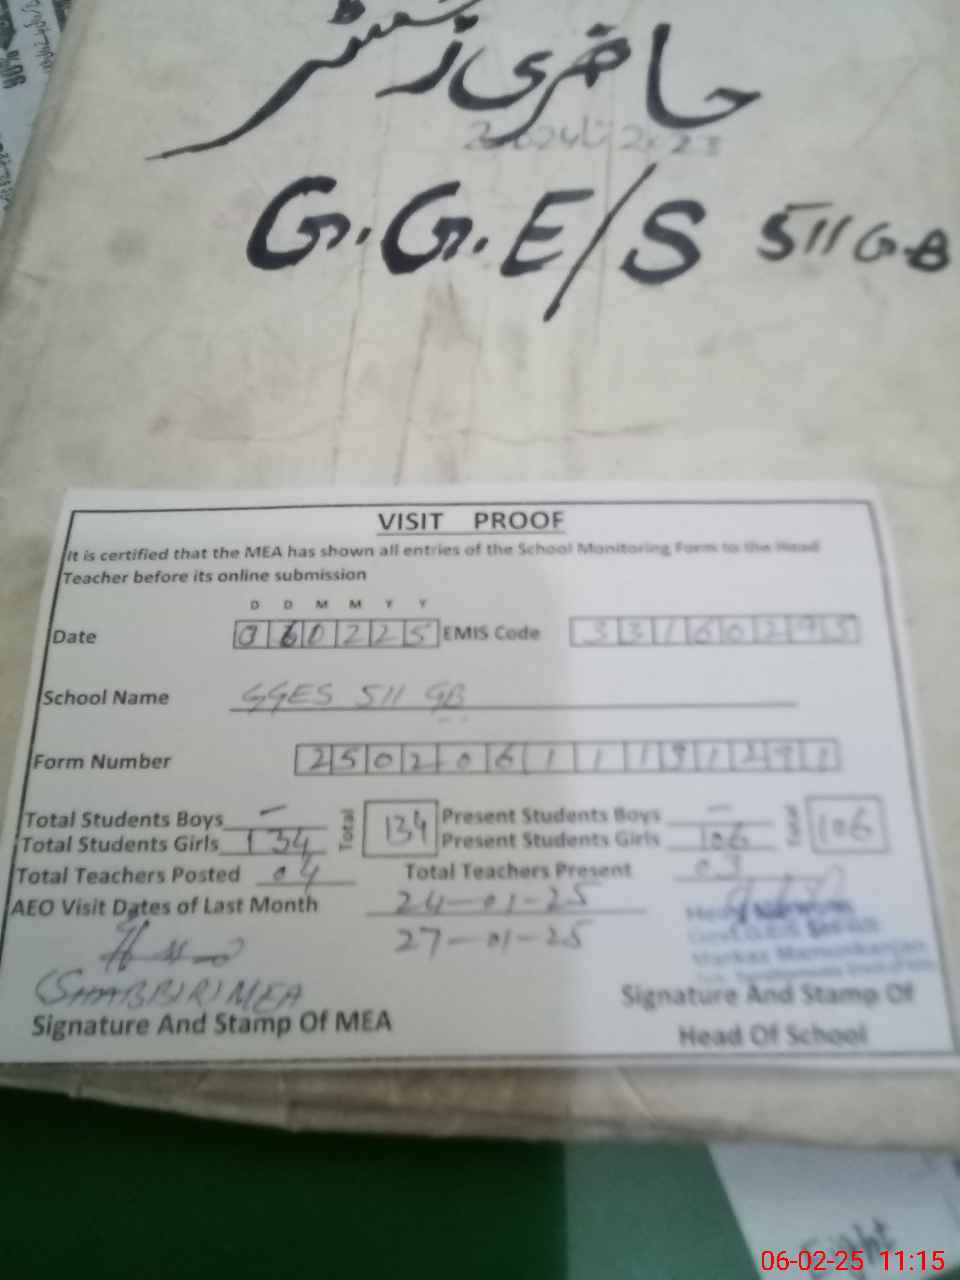 حاضری رجسٹر
2023 تا 2024
G.G.E/S 511 GB
VISIT PROOF
It is certified that the MEA has shown all entries of the School Monitoring Form to the Head
Teacher before its online submission
D D M M Y Y
Date 060225 EMIS Code 33160295
School Name GGES 511 GB
Form Number 250206111191291
Total Students Boys - Total 134 Present Students Boys - 106
Total Students Girls 134 Present Students Girls 106
Total Teachers Posted 04 Total Teachers Present 03
AEO Visit Dates of Last Month 24-01-25
27-01-25
(SHABBIR) MEA
Signature And Stamp Of MEA
Signature And Stamp Of
Head Of School
06-02-25 11:15